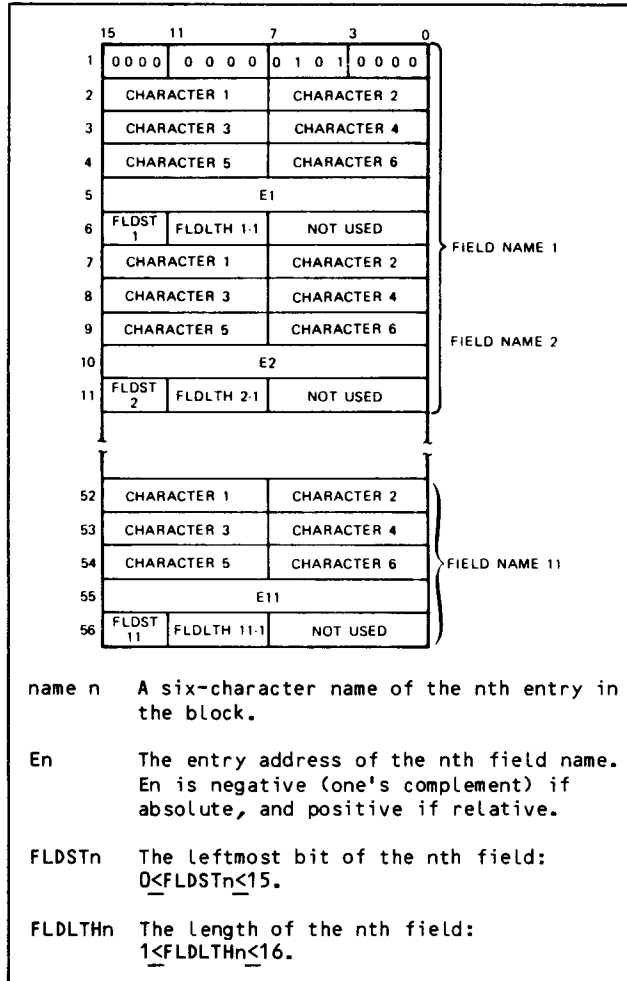 15 11 7 3 0
1 0000 0 0 0 0 0 1 0 1 0 0 0 0
2 CHARACTER 1 CHARACTER 2
3 CHARACTER 3 CHARACTER 4
4 CHARACTER 5 CHARACTER 6
5 E1
6 FLDST 1 FLDLTH 1-1 NOT USED
FIELD NAME 1
7 CHARACTER 1 CHARACTER 2
8 CHARACTER 3 CHARACTER 4
9 CHARACTER 5 CHARACTER 6
FIELD NAME 2
10 E2
11 FLDST 2 FLDLTH 2-1 NOT USED
52 CHARACTER 1 CHARACTER 2
53 CHARACTER 3 CHARACTER 4
54 CHARACTER 5 CHARACTER 6 FIELD NAME 11
55 E11
56 FLDST 11 FLDLTH 11-1 NOT USED
name n A six-character name of the nth entry in
the block.
En The entry address of the nth field name.
En is negative (one's complement) if
absolute, and positive if relative.
FLDSTn The leftmost bit of the nth field:
0≤FLDSTn≤15.
FLDLTHn The length of the nth field:
1≤FLDLTHn≤16.